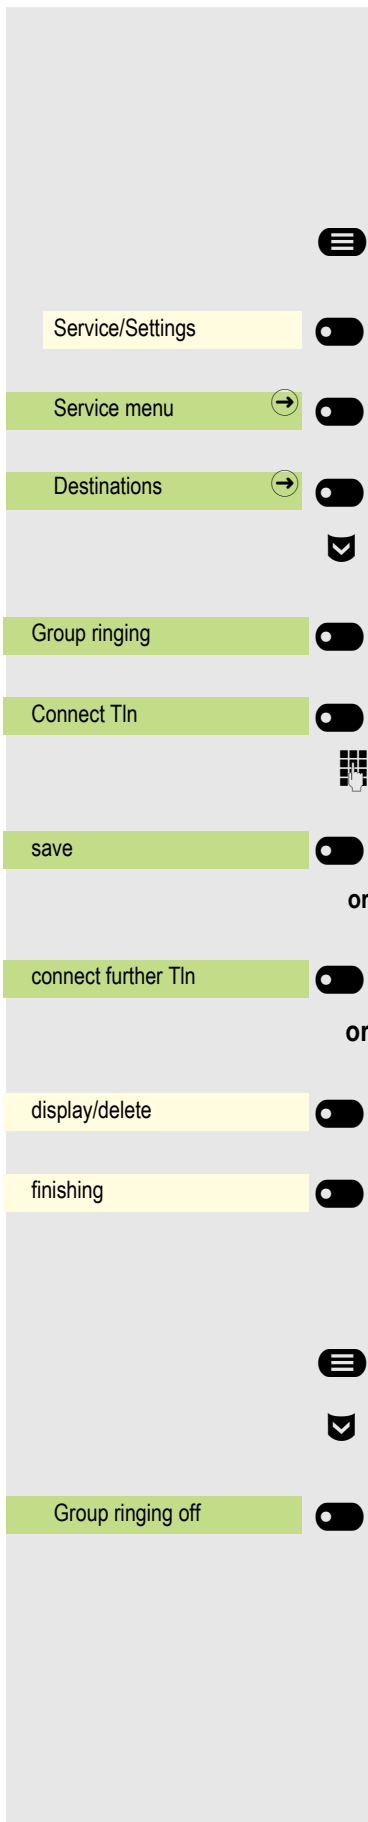 Service/Settings
Service menu
Destinations
Group ringing
Connect Tln
save
or
connect further Tln
or
display/delete
finishing
Group ringing off